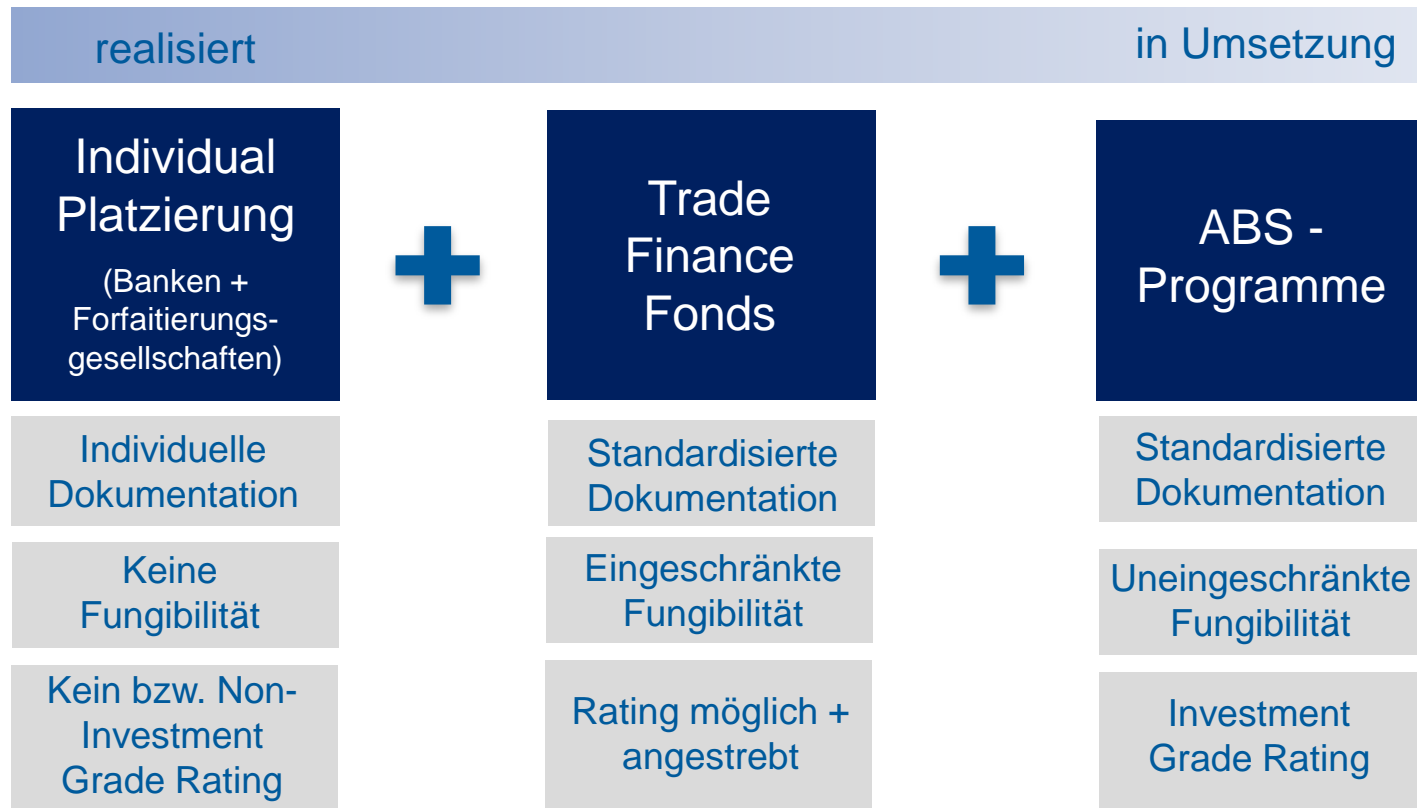 realisiert
in Umsetzung
Individual
Platzierung
(Banken +
Forfaitierungs-
gesellschaften)
Trade
Finance
Fonds
ABS -
Programme
Individuelle
Dokumentation
Standardisierte
Dokumentation
Standardisierte
Dokumentation
Keine
Fungibilität
Eingeschränkte
Fungibilität
Uneingeschränkte
Fungibilität
Kein bzw. Non-
Investment
Grade Rating
Rating möglich +
angestrebt
Investment
Grade Rating